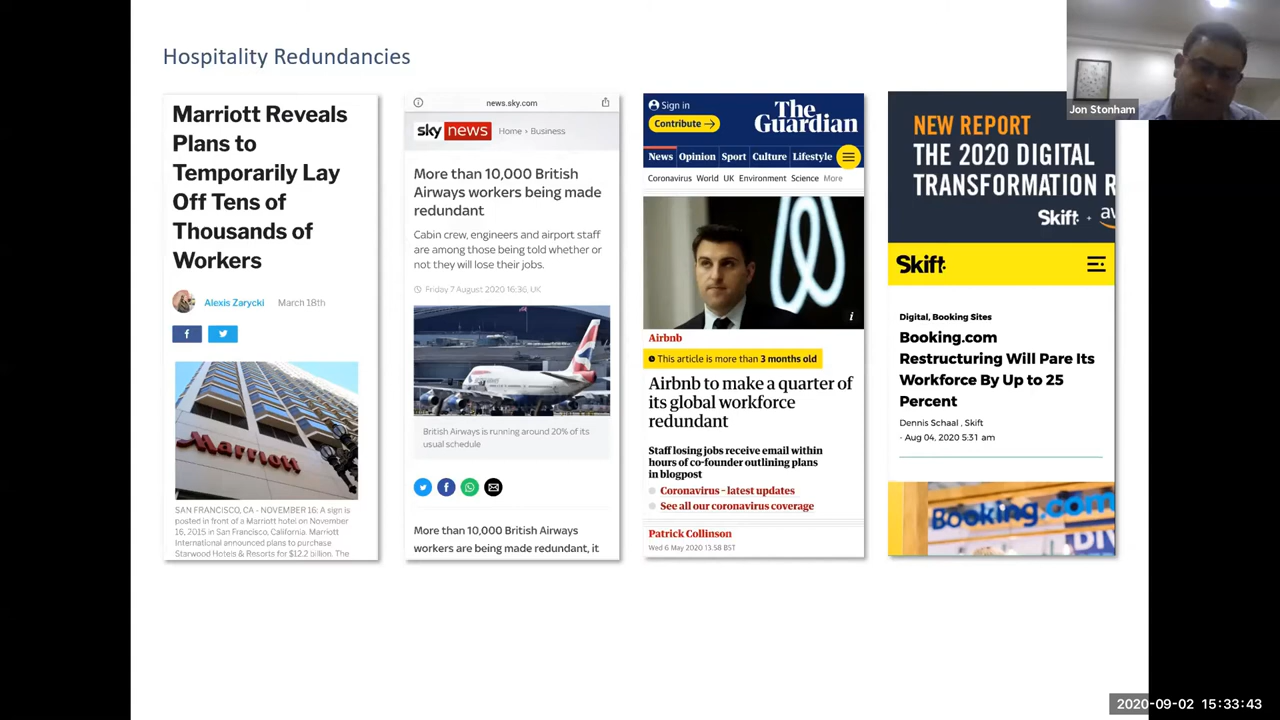 Hospitality Redundancies
Marriott Reveals
Plans to
Temporarily Lay
Off Tens of
Thousands of
Workers
Alexis Zarycki March 18th
Marriott
SAN FRANCISCO, CA - NOVEMBER 16: A sign is
posted in front of a Marriott hotel on November
16, 2015 in San Francisco, California. Marriott
International announced plans to purchase
Starwood Hotels & Resorts for $12.2 billion. The
news.sky.com
sky news Home > Business
More than 10,000 British
Airways workers being made
redundant
Cabin crew, engineers and airport staff
are among those being told whether or
not they will lose their jobs.
Friday 7 August 2020 16:36, UK
British Airways is running around 20% of its
usual schedule
More than 10,000 British Airways
workers are being made redundant, it
Sign in
Contribute →
The
Guardian
News Opinion Sport Culture Lifestyle
Coronavirus World UK Environment Science More
i
Airbnb
This article is more than 3 months old
Airbnb to make a quarter of
its global workforce
redundant
Staff losing jobs receive email within
hours of co-founder outlining plans
in blogpost
Coronavirus – latest updates
See all our coronavirus coverage
Patrick Collinson
Wed 6 May 2020 13.58 BST
NEW REPORT
THE 2020 DIGITAL
TRANSFORMATION R
Skift + aw
Skift
Digital, Booking Sites
Booking.com
Restructuring Will Pare Its
Workforce By Up to 25
Percent
Dennis Schaal , Skift
- Aug 04, 2020 5:31 am
Booking.com
Jon Stonham
2020-09-02 15:33:43